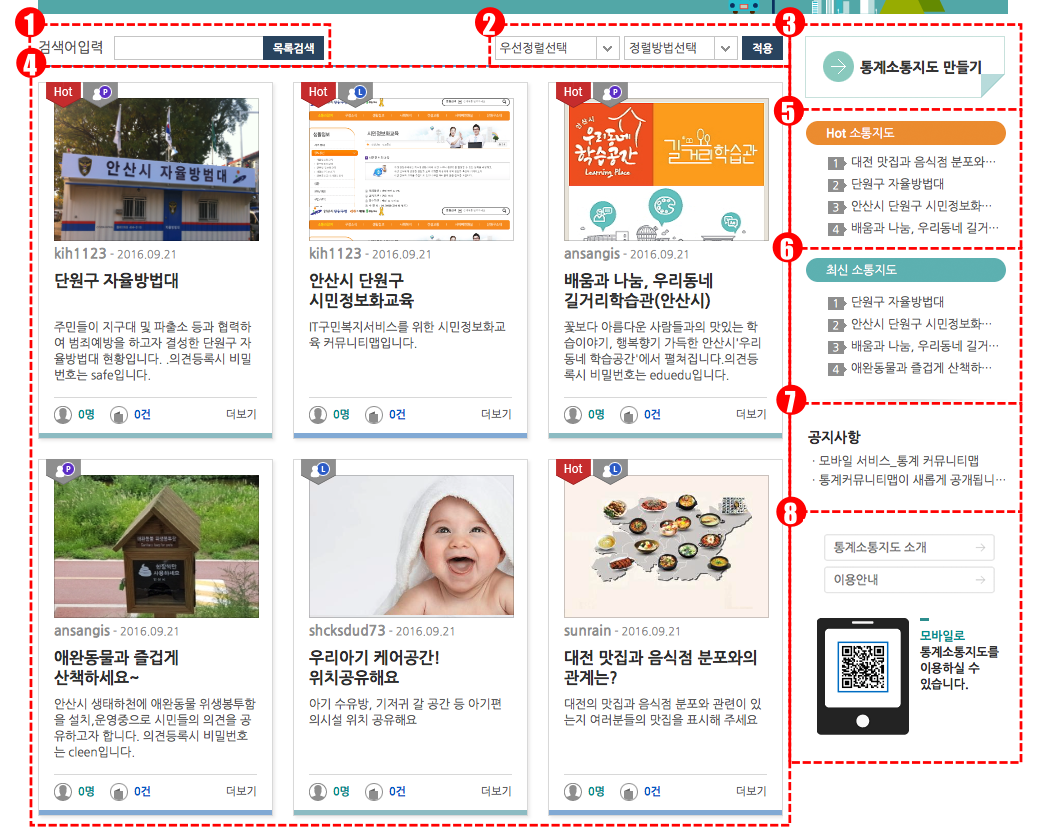 1
검색어입력
목록검색
2
우선정렬선택
정렬방법선택
적용
3
통계소통지도 만들기
4
Hot
P
안산시 자율방범대
kih1123 - 2016.09.21
단원구 자율방법대
주민들이 지구대 및 파출소 등과 협력하
여 범죄예방을 하고자 결성한 단원구 자
율방법대 현황입니다. .의견등록시 비밀
번호는 safe입니다.
0명
0건
더보기
Hot
L
시민정보화교육
kih1123 - 2016.09.21
안산시 단원구
시민정보화교육
IT구민복지서비스를 위한 시민정보화교
육 커뮤니티맵입니다.
0명
0건
더보기
Hot
P
안산시
우리동네
학습공간
Learning Place
길거리학습관
ansangis - 2016.09.21
배움과 나눔, 우리동네
길거리학습관(안산시)
꽃보다 아름다운 사람들과의 맛있는 학
습이야기, 행복향기 가득한 안산시'우리
동네 학습공간'에서 펼쳐집니다.의견등
록시 비밀번호는 eduedu입니다.
0명
0건
더보기
P
ansangis - 2016.09.21
애완동물과 즐겁게
산책하세요~
안산시 생태하천에 애완동물 위생봉투함
을 설치,운영중으로 시민들의 의견을 공
유하고자 합니다. 의견등록시 비밀번호
는 cleen입니다.
0명
0건
더보기
L
shcksdud73 - 2016.09.21
우리아기 케어공간!
위치공유해요
아기 수유방, 기저귀 갈 공간 등 아기편
의시설 위치 공유해요
0명
0건
더보기
Hot
L
sunrain - 2016.09.21
대전 맛집과 음식점 분포와의
관계는?
대전의 맛집과 음식점 분포와 관련이 있
는지 여러분들의 맛집을 표시해 주세요
0명
0건
더보기
5
Hot 소통지도
1 대전 맛집과 음식점 분포와···
2 단원구 자율방법대
3 안산시 단원구 시민정보화···
4 배움과 나눔, 우리동네 길거···
6
최신 소통지도
1 단원구 자율방법대
2 안산시 단원구 시민정보화···
3 배움과 나눔, 우리동네 길거···
4 애완동물과 즐겁게 산책하···
7
공지사항
· 모바일 서비스_통계 커뮤니티맵
· 통계커뮤니티맵이 새롭게 공개됩니···
8
통계소통지도 소개
이용안내
모바일로
통계소통지도를
이용하실 수
있습니다.